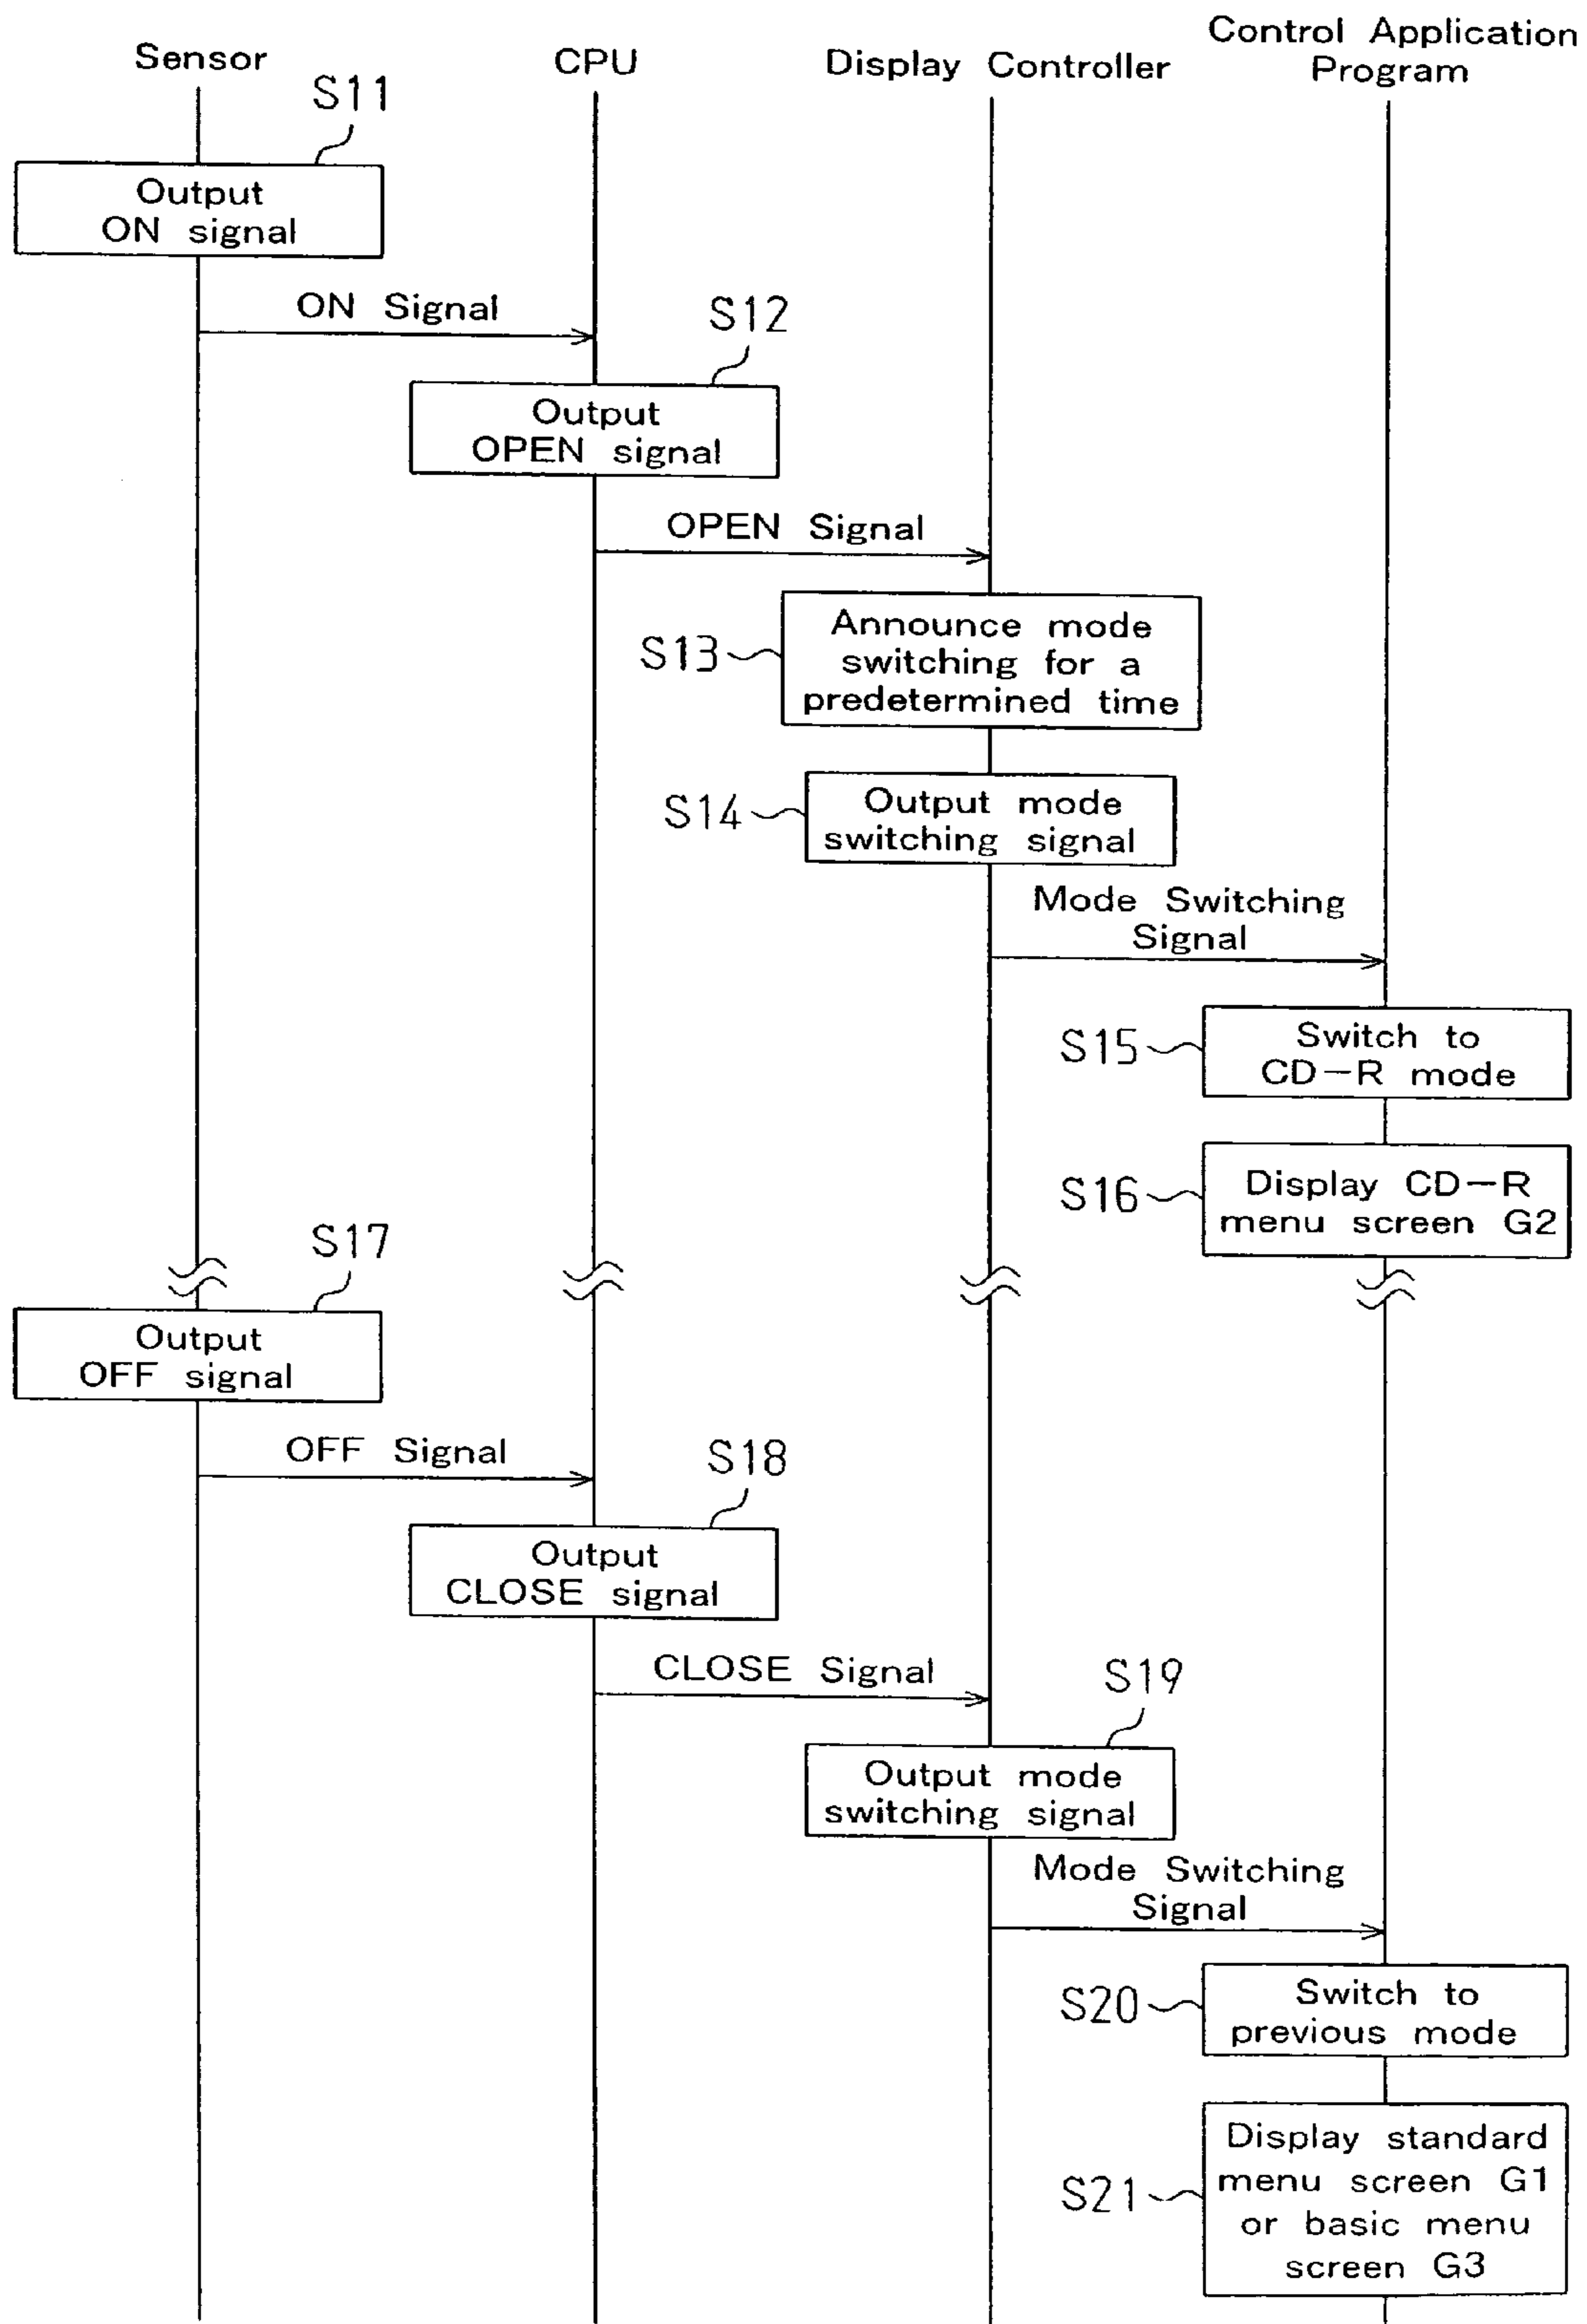 Sensor
CPU
Display Controller
Control Application
Program
S11
Output
ON signal
ON Signal
S12
Output
OPEN signal
OPEN Signal
S13
Announce mode
switching for a
predetermined time
S14
Output mode
switching signal
Mode Switching
Signal
S15
Switch to
CD-R mode
S16
Display CD-R
menu screen G2
S17
Output
OFF signal
OFF Signal
S18
Output
CLOSE signal
CLOSE Signal
S19
Output mode
switching signal
Mode Switching
Signal
S20
Switch to
previous mode
S21
Display standard
menu screen G1
or basic menu
screen G3